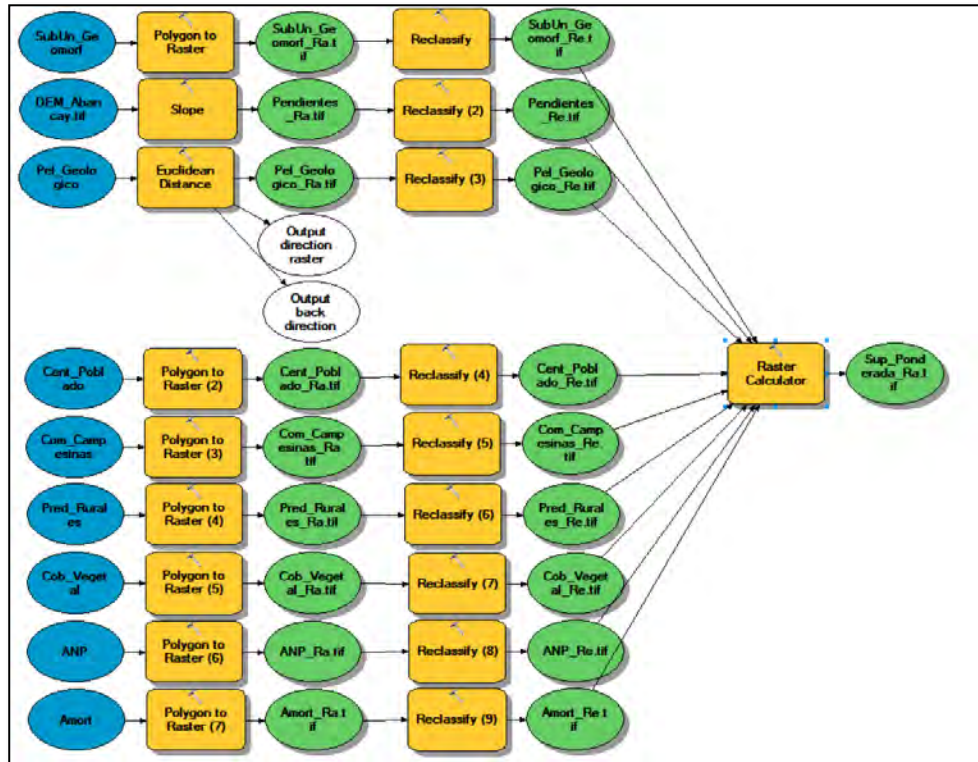 SubUn_Ge
omorf
Polygon to
Raster
SubUn_Ge
omorf_Ra.t
if
Reclassify
SubUn_Ge
omorf_Re.t
if
DEM_Aban
cay.tif
Slope
Pendientes
_Ra.tif
Reclassify (2)
Pendientes
_Re.tif
Pel_Geolo
gico
Euclidean
Distance
Pel_Geolo
gico_Ra.tif
Reclassify (3)
Pel_Geolo
gico_Re.tif
Output
direction
raster
Output
back
direction
Cent_Pobl
ado
Polygon to
Raster (2)
Cent_Pobl
ado_Ra.tif
Reclassify (4)
Cent_Pobl
ado_Re.tif
Raster
Calculator
Sup_Pond
erada_Ra.t
if
Com_Camp
esinas
Polygon to
Raster (3)
Com_Camp
esinas_Ra
.tif
Reclassify (5)
Com_Camp
esinas_Re.
tif
Pred_Rural
es
Polygon to
Raster (4)
Pred_Rural
es_Ra.tif
Reclassify (6)
Pred_Rural
es_Re.tif
Cob_Veget
al
Polygon to
Raster (5)
Cob_Veget
al_Ra.tif
Reclassify (7)
Cob_Veget
al_Re.tif
ANP
Polygon to
Raster (6)
ANP_Ra.tif
Reclassify (8)
ANP_Re.tif
Amort
Polygon to
Raster (7)
Amort_Ra.t
if
Reclassify (9)
Amort_Re.t
if